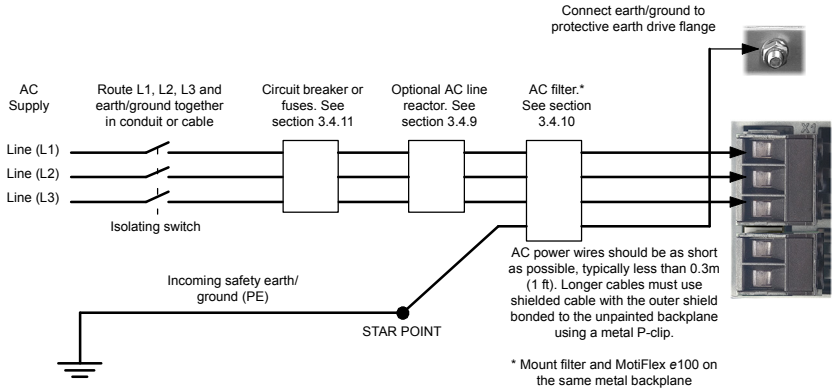 Connect earth/ground to
protective earth drive flange
AC
Supply
Route L1, L2, L3 and
earth/ground together
in conduit or cable
Circuit breaker or
fuses. See
section 3.4.11
Optional AC line
reactor. See
section 3.4.9
AC filter.*
See section
3.4.10
X1
Line (L1)
Line (L2)
Line (L3)
Isolating switch
AC power wires should be as short
as possible, typically less than 0.3m
(1 ft). Longer cables must use
shielded cable with the outer shield
bonded to the unpainted backplane
using a metal P-clip.
Incoming safety earth/
ground (PE)
STAR POINT
* Mount filter and MotiFlex e100 on
the same metal backplane